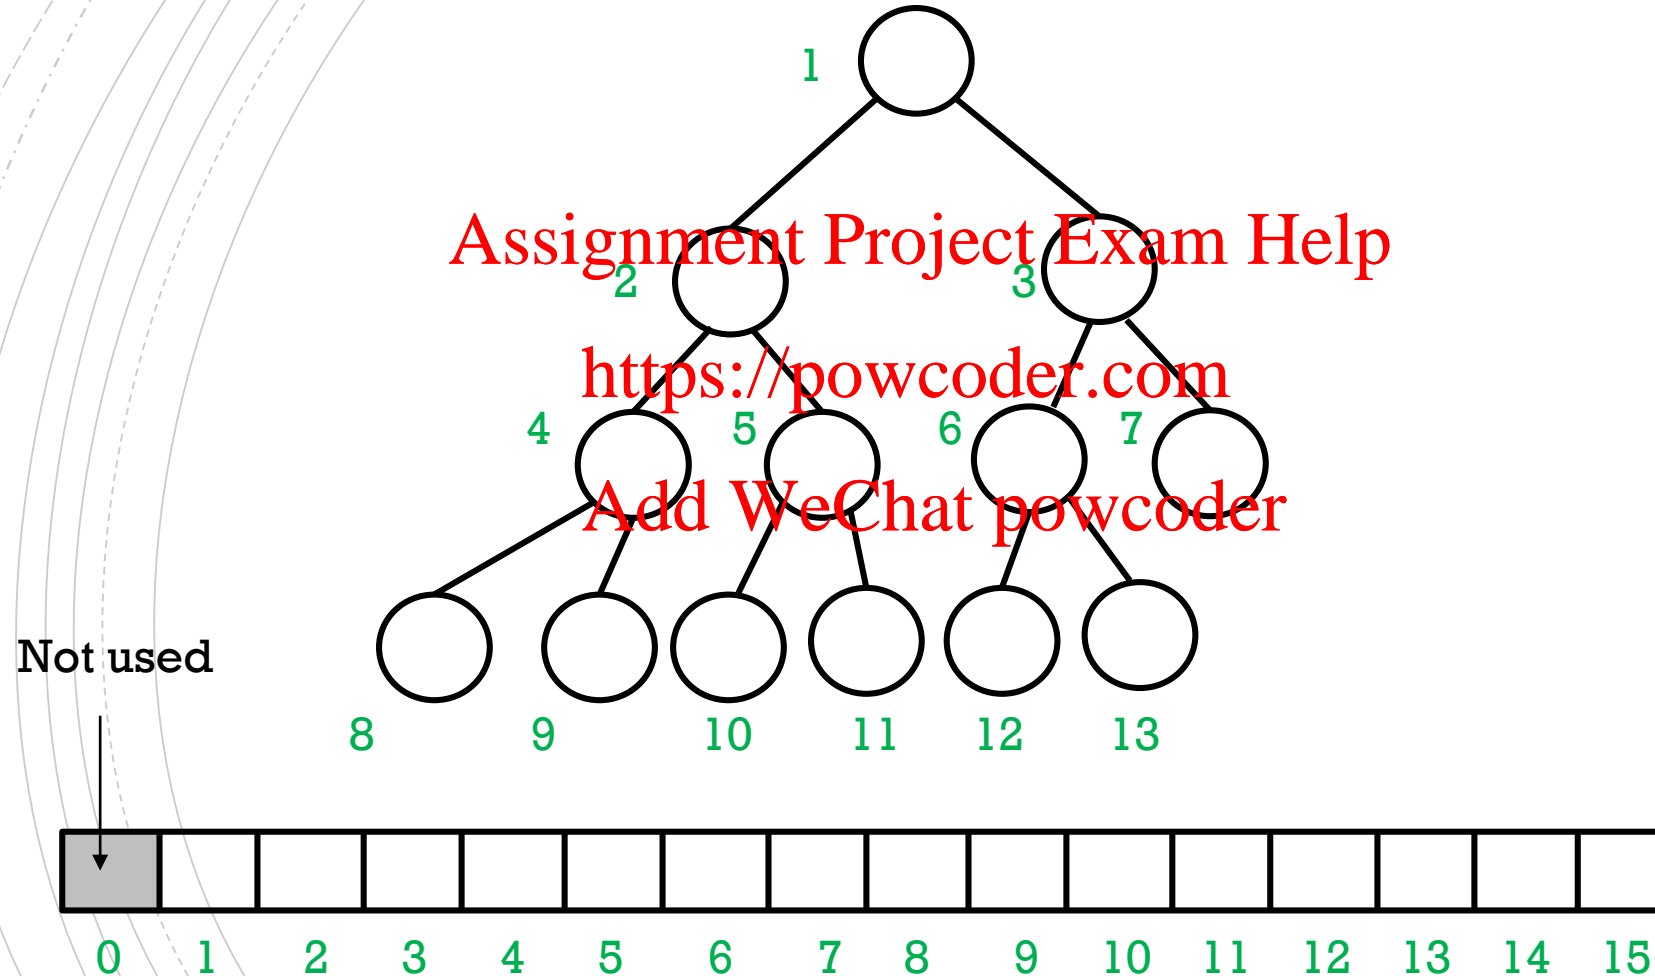 1
Assignment Project Exam Help
2 3
https://powcoder.com
4 5 6 7
Add WeChat powcoder
Not used
8 9 10 11 12 13
0 1 2 3 4 5 6 7 8 9 10 11 12 13 14 15